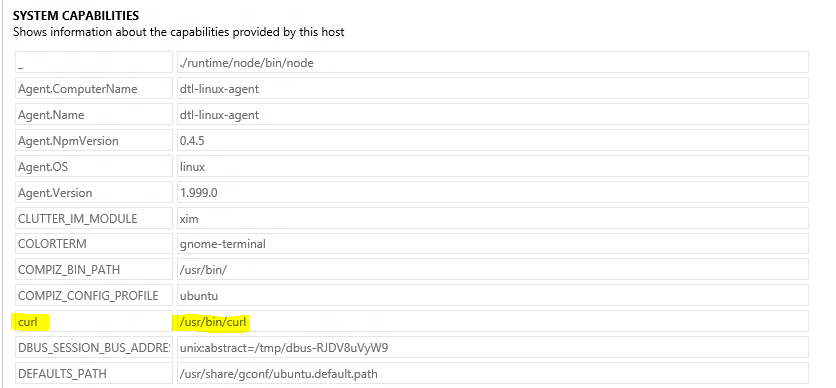 SYSTEM CAPABILITIES
Shows information about the capabilities provided by this host
_ ./runtime/node/bin/node
Agent.ComputerName dtl-linux-agent
Agent.Name dtl-linux-agent
Agent.NpmVersion 0.4.5
Agent.OS linux
Agent.Version 1.999.0
CLUTTER_IM_MODULE xim
COLORTERM gnome-terminal
COMPIZ_BIN_PATH /usr/bin/
COMPIZ_CONFIG_PROFILE ubuntu
curl /usr/bin/curl
DBUS_SESSION_BUS_ADDRE unix:abstract=/tmp/dbus-RJDV8uVyW9
DEFAULTS_PATH /usr/share/gconf/ubuntu.default.path